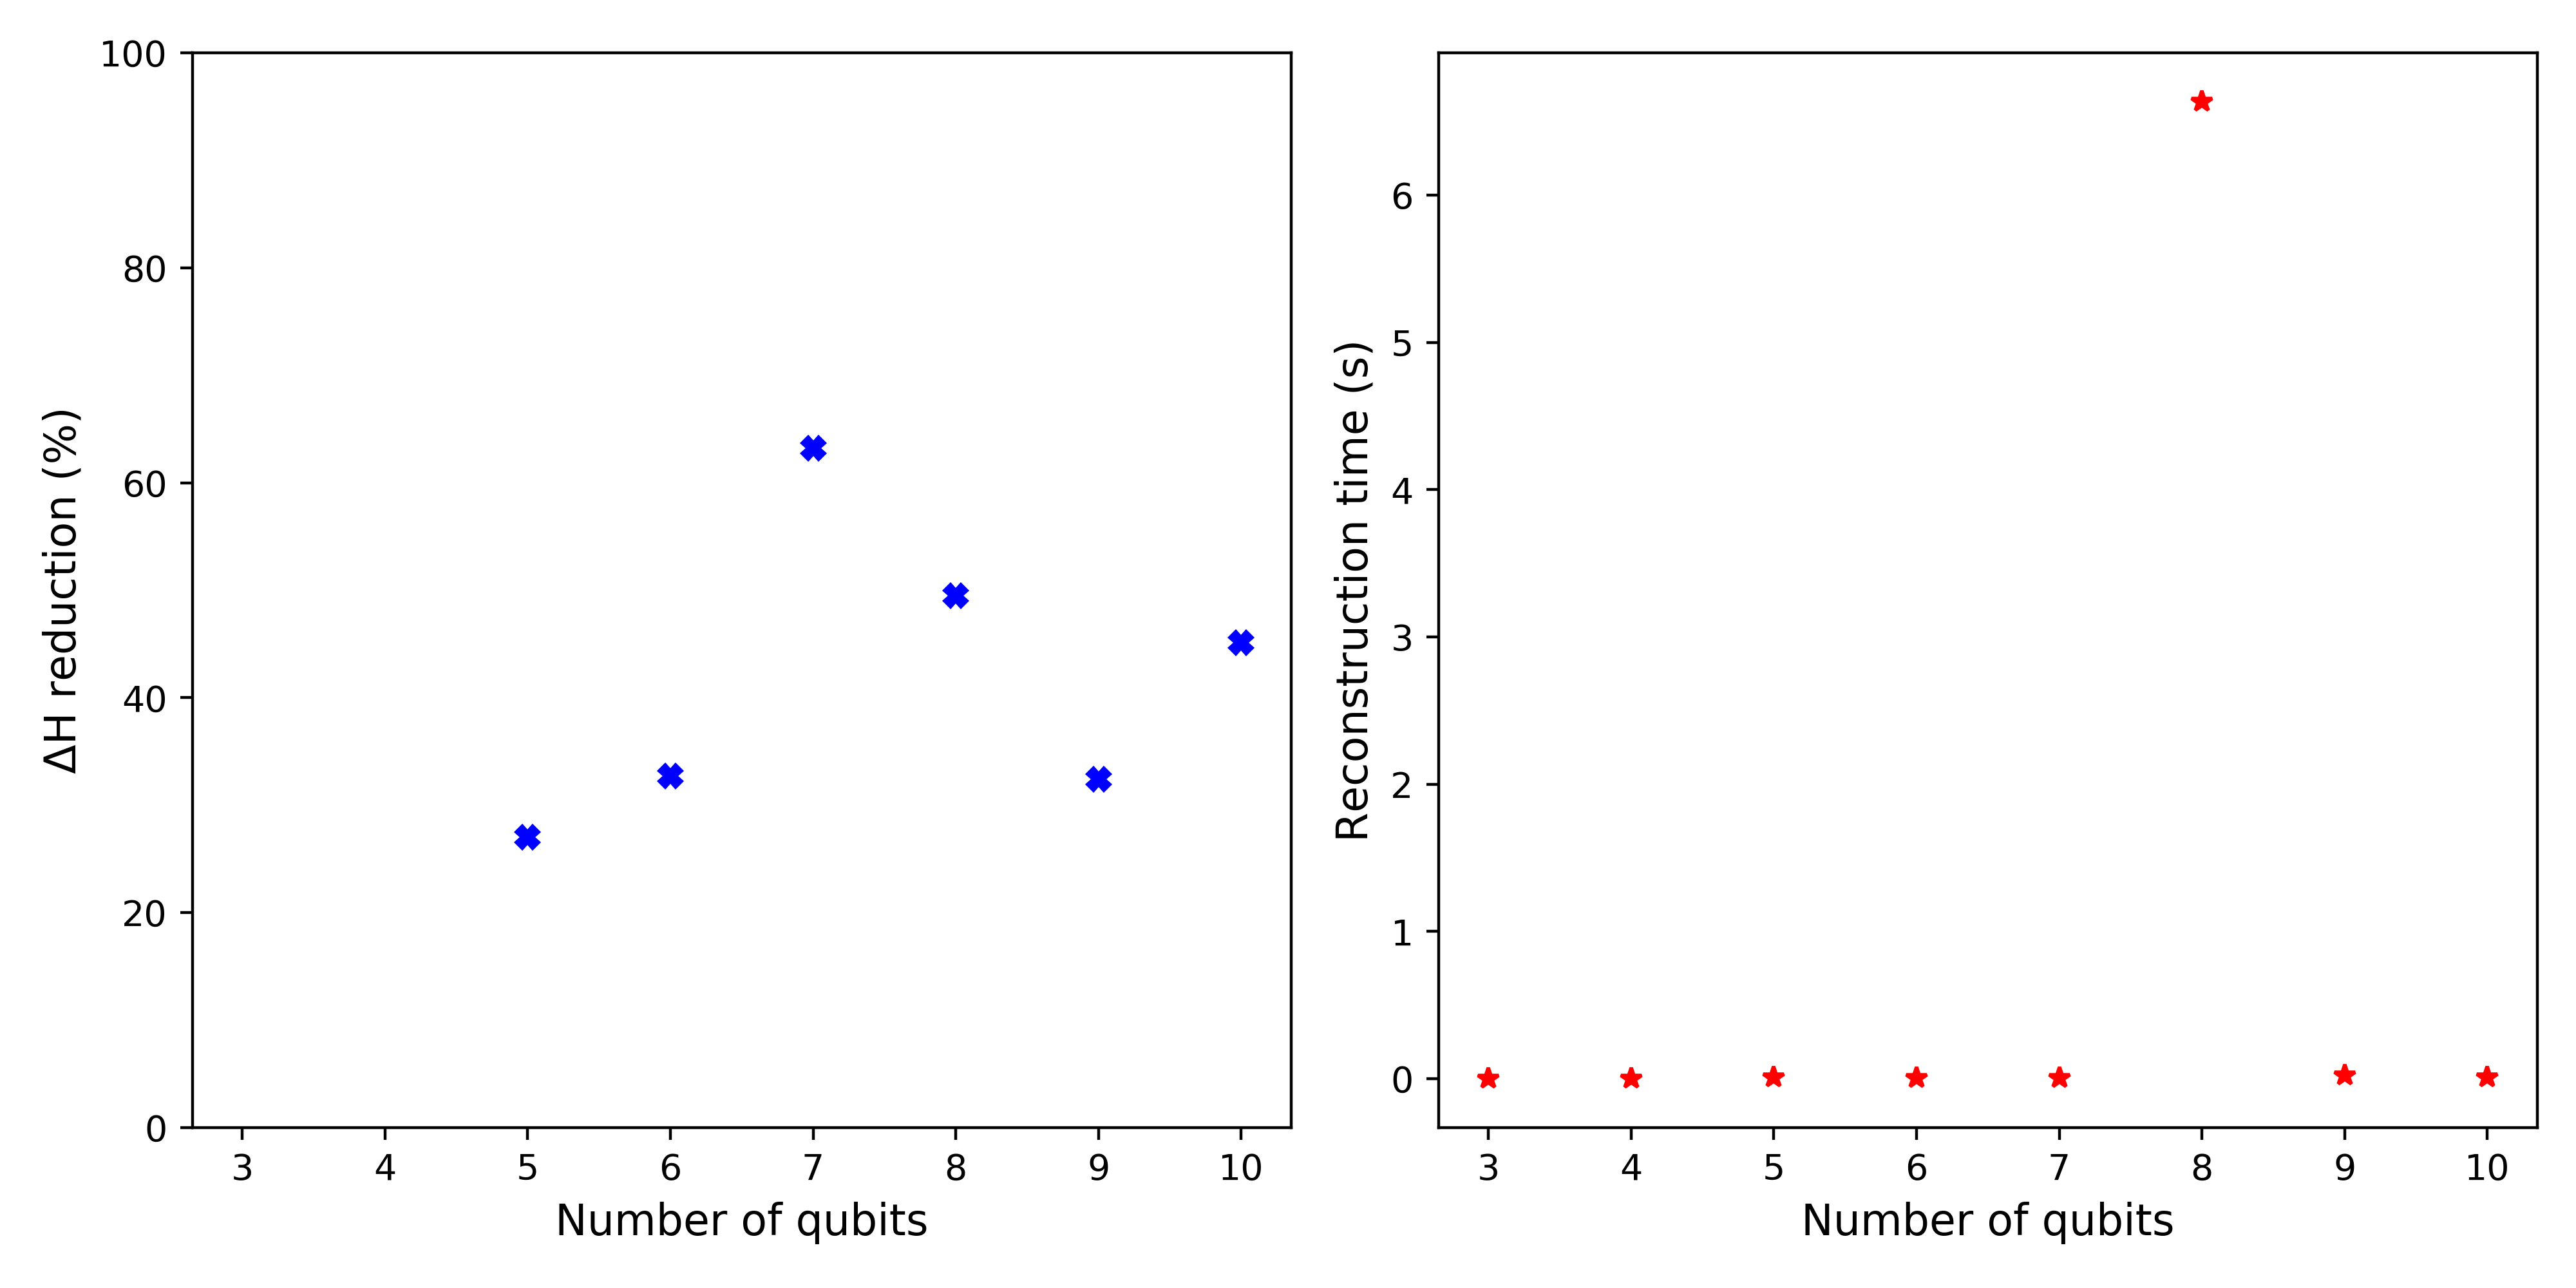 100
80
60
40
20
0
ΔH reduction (%)
3 4 5 6 7 8 9 10
Number of qubits
6
5
4
3
2
1
0
Reconstruction time (s)
3 4 5 6 7 8 9 10
Number of qubits